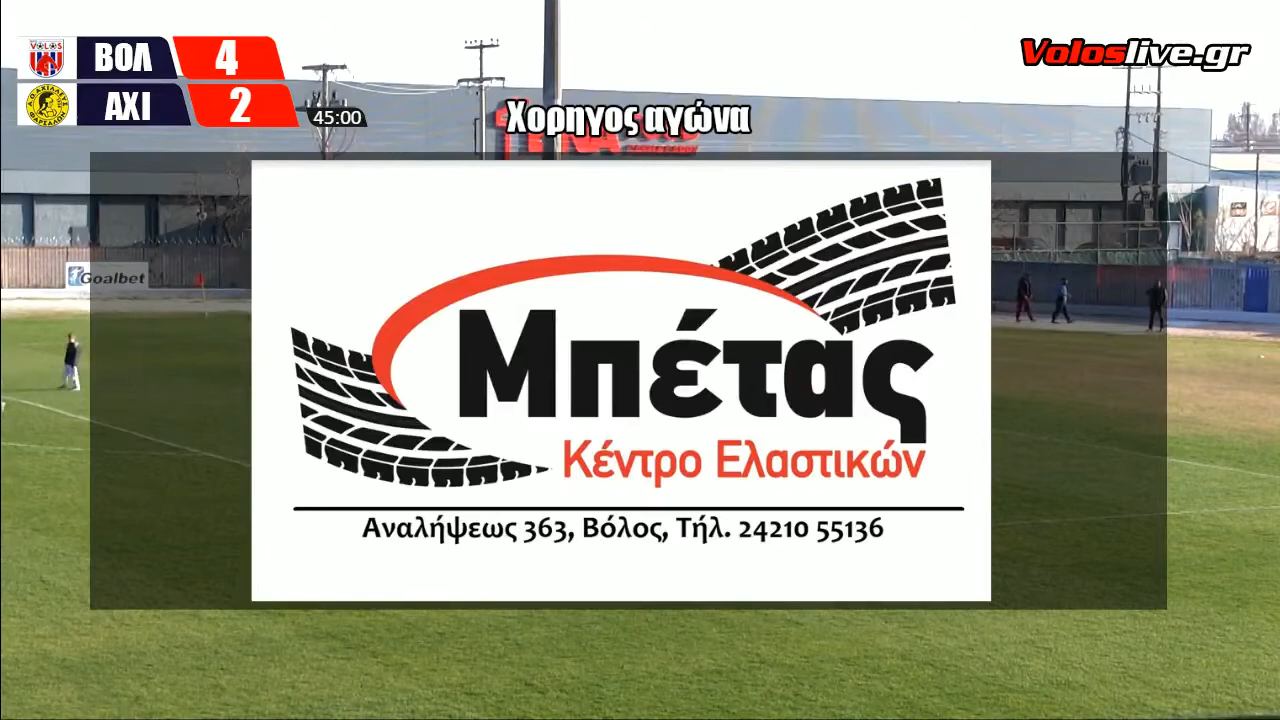 VOLOS
ΒΟΛ 4
ΑΧΙ 2
45:00
Voloslive.gr
Χορηγος αγώνα
Goalbet
Μπέτας
Κέντρο Ελαστικών
Αναλήψεως 363, Βόλος, Τήλ. 24210 55136